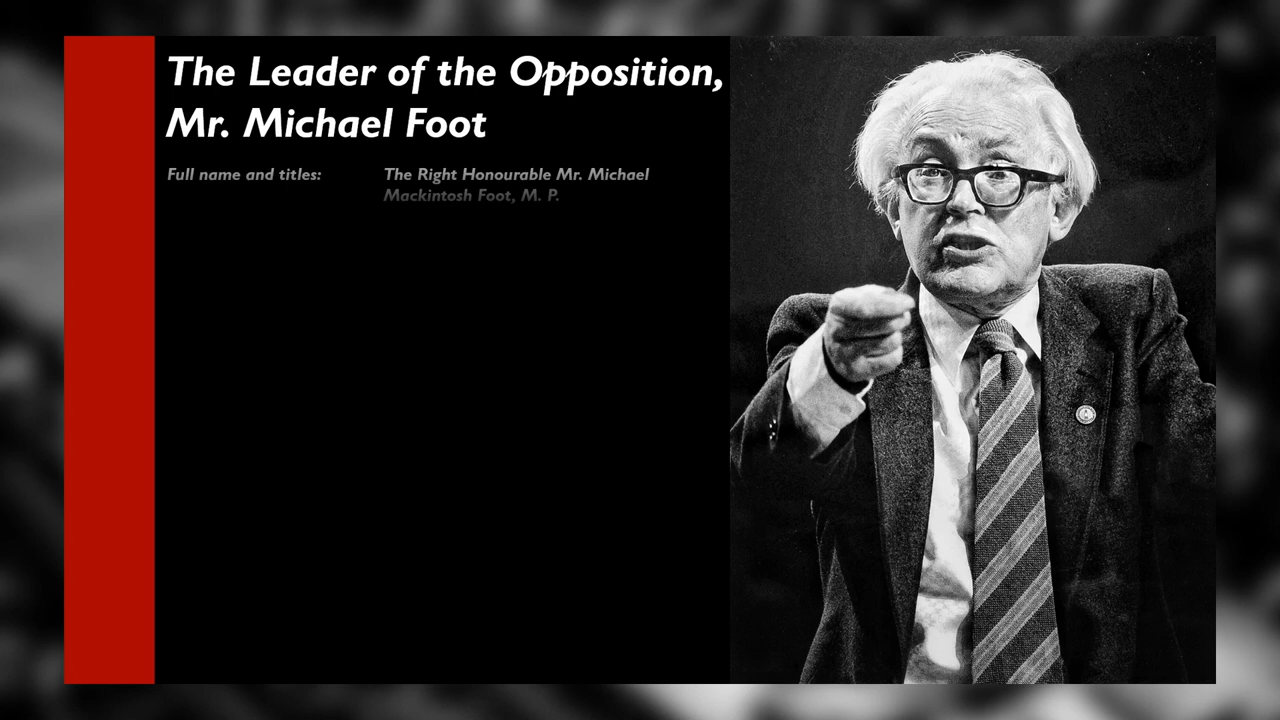 The Leader of the Opposition,
Mr. Michael Foot
Full name and titles: The Right Honourable Mr. Michael
Mackintosh Foot, M. P.